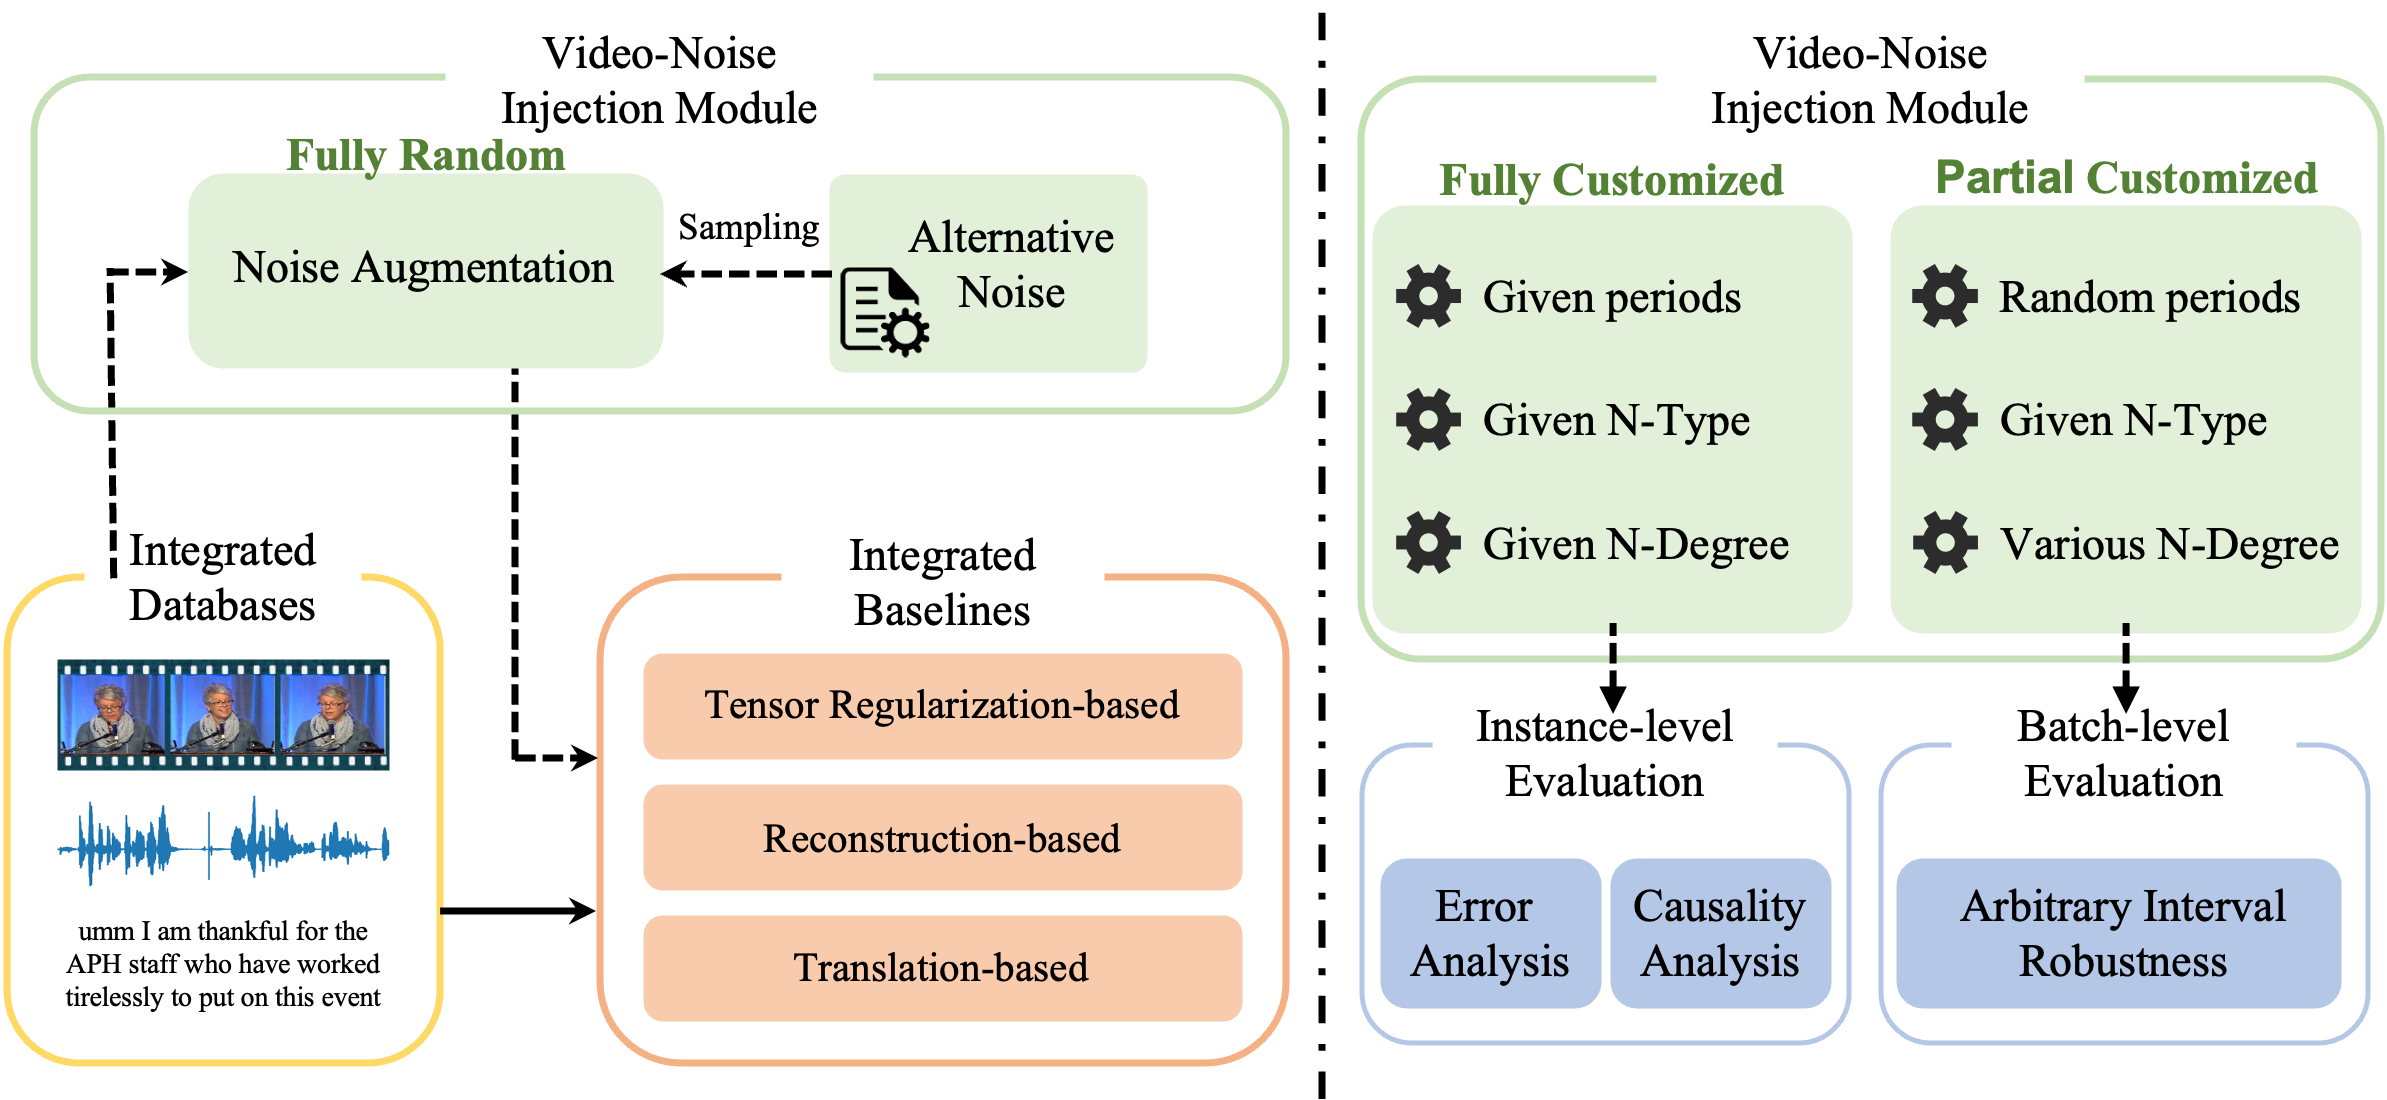 Video-Noise
Injection Module
Fully Random
Noise Augmentation
Sampling
Alternative
Noise
Integrated
Databases
umm I am thankful for the
APH staff who have worked
tirelessly to put on this event
Integrated
Baselines
Tensor Regularization-based
Reconstruction-based
Translation-based
Video-Noise
Injection Module
Fully Customized
Given periods
Given N-Type
Given N-Degree
Partial Customized
Random periods
Given N-Type
Various N-Degree
Instance-level
Evaluation
Error
Analysis
Causality
Analysis
Batch-level
Evaluation
Arbitrary Interval
Robustness